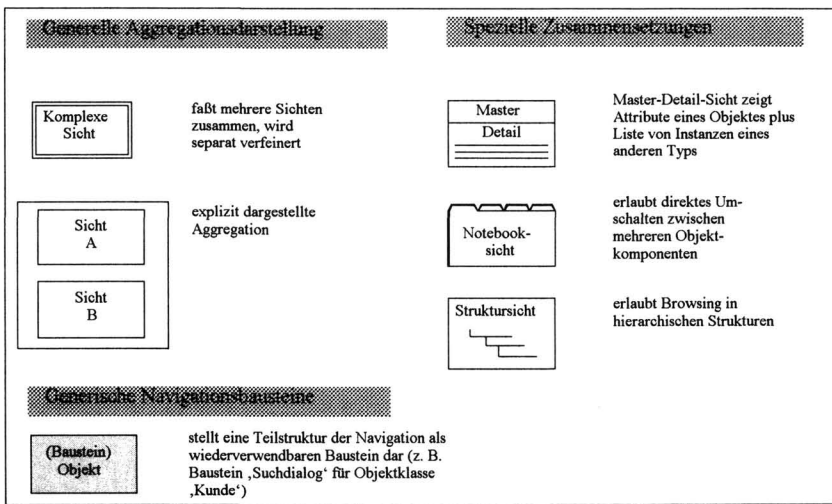 Generelle Aggregationsdarstellung
Komplexe
Sicht
faßt mehrere Sichten
zusammen, wird
separat verfeinert
Sicht
A
Sicht
B
explizit dargestellte
Aggregation
Spezielle Zusammensetzungen
Master
Detail
Master-Detail-Sicht zeigt
Attribute eines Objektes plus
Liste von Instanzen eines
anderen Typs
Notebook-
sicht
erlaubt direktes Um-
schalten zwischen
mehreren Objekt-
komponenten
Struktursicht
erlaubt Browsing in
hierarchischen Strukturen
Generische Navigationsbausteine
(Baustein)
Objekt
stellt eine Teilstruktur der Navigation als
wiederverwendbaren Baustein dar (z. B.
Baustein ‚Suchdialog‘ für Objektklasse
‚Kunde‘)